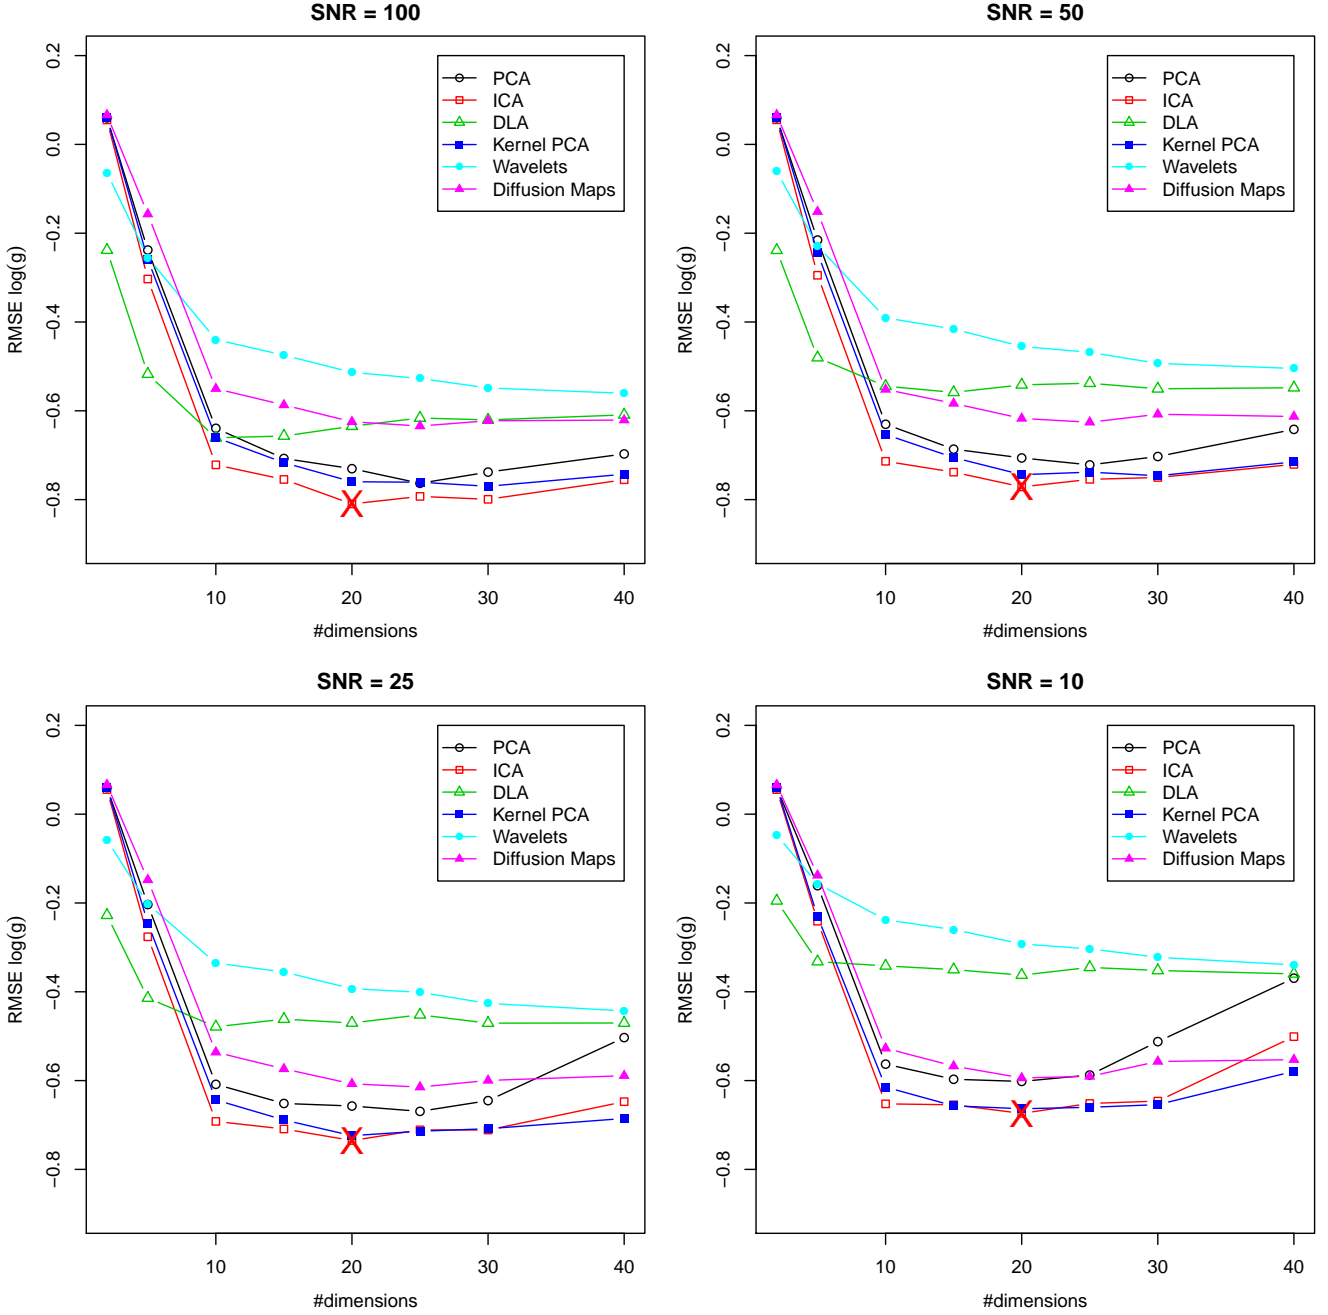 SNR = 100
RMSE log(g)
0.2
0.0
−0.2
−0.4
−0.6
−0.8
PCA
ICA
DLA
Kernel PCA
Wavelets
Diffusion Maps
10 20 30 40
#dimensions
SNR = 50
RMSE log(g)
0.2
0.0
−0.2
−0.4
−0.6
−0.8
PCA
ICA
DLA
Kernel PCA
Wavelets
Diffusion Maps
10 20 30 40
#dimensions
SNR = 25
RMSE log(g)
0.2
0.0
−0.2
−0.4
−0.6
−0.8
PCA
ICA
DLA
Kernel PCA
Wavelets
Diffusion Maps
10 20 30 40
#dimensions
SNR = 10
RMSE log(g)
0.2
0.0
−0.2
−0.4
−0.6
−0.8
PCA
ICA
DLA
Kernel PCA
Wavelets
Diffusion Maps
10 20 30 40
#dimensions